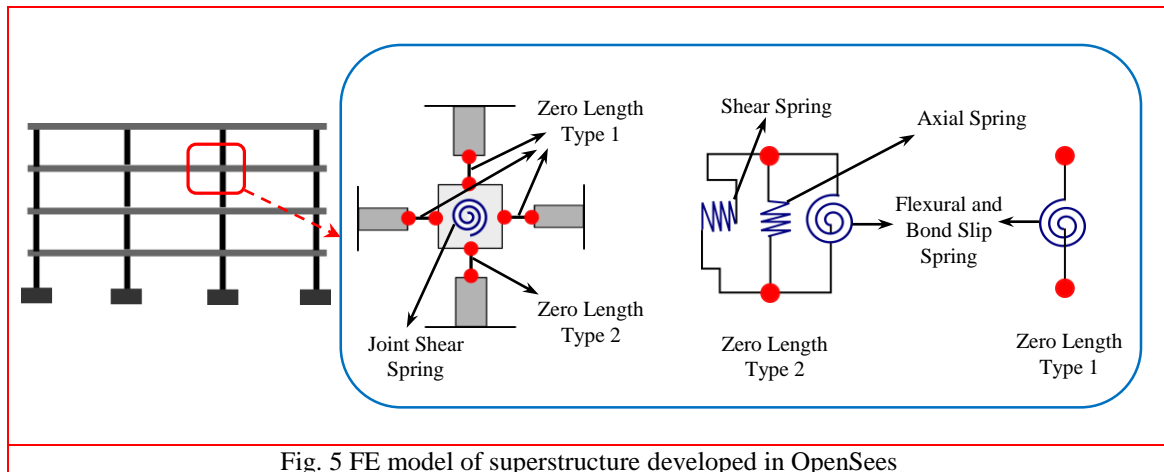 Zero Length
Type 1
Shear Spring
Axial Spring
Flexural and
Bond Slip
Spring
Joint Shear
Spring
Zero Length
Type 2
Zero Length
Type 2
Zero Length
Type 1
Fig. 5 FE model of superstructure developed in OpenSees